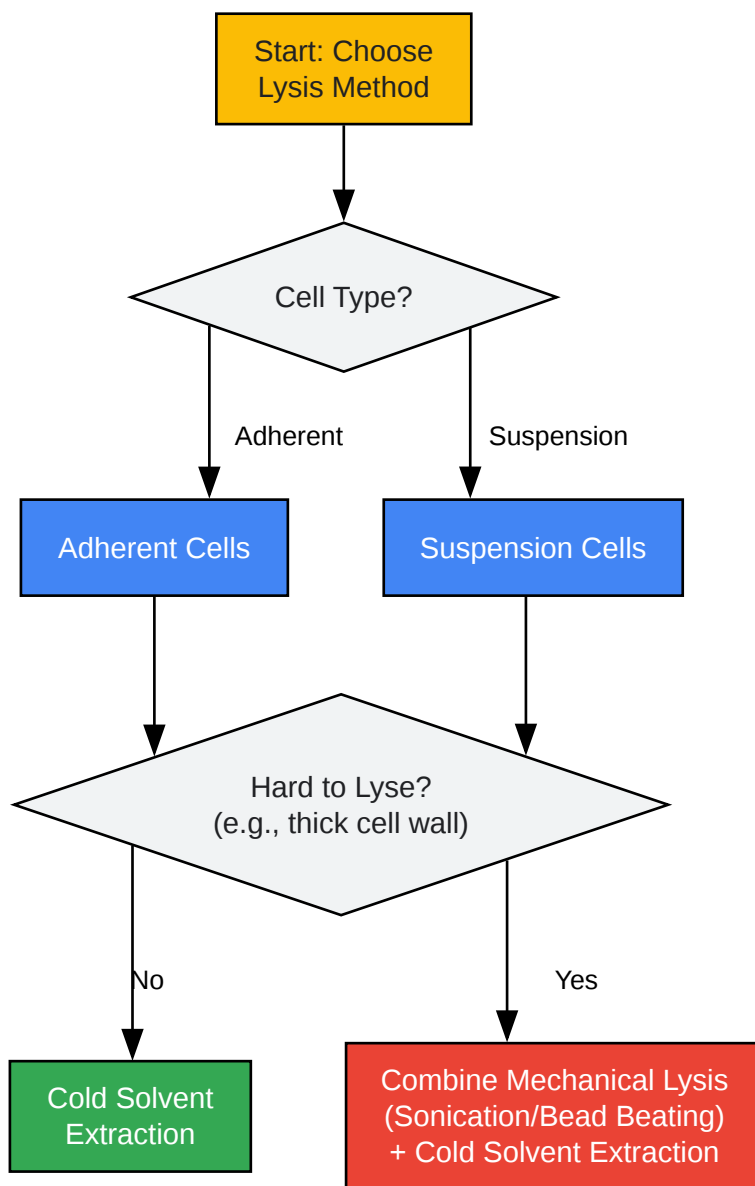 Start: Choose
Lysis Method
Cell Type?
Adherent
Suspension
Adherent Cells
Suspension Cells
Hard to Lyse?
(e.g., thick cell wall)
No
Yes
Cold Solvent
Extraction
Combine Mechanical Lysis
(Sonication/Bead Beating)
+ Cold Solvent Extraction